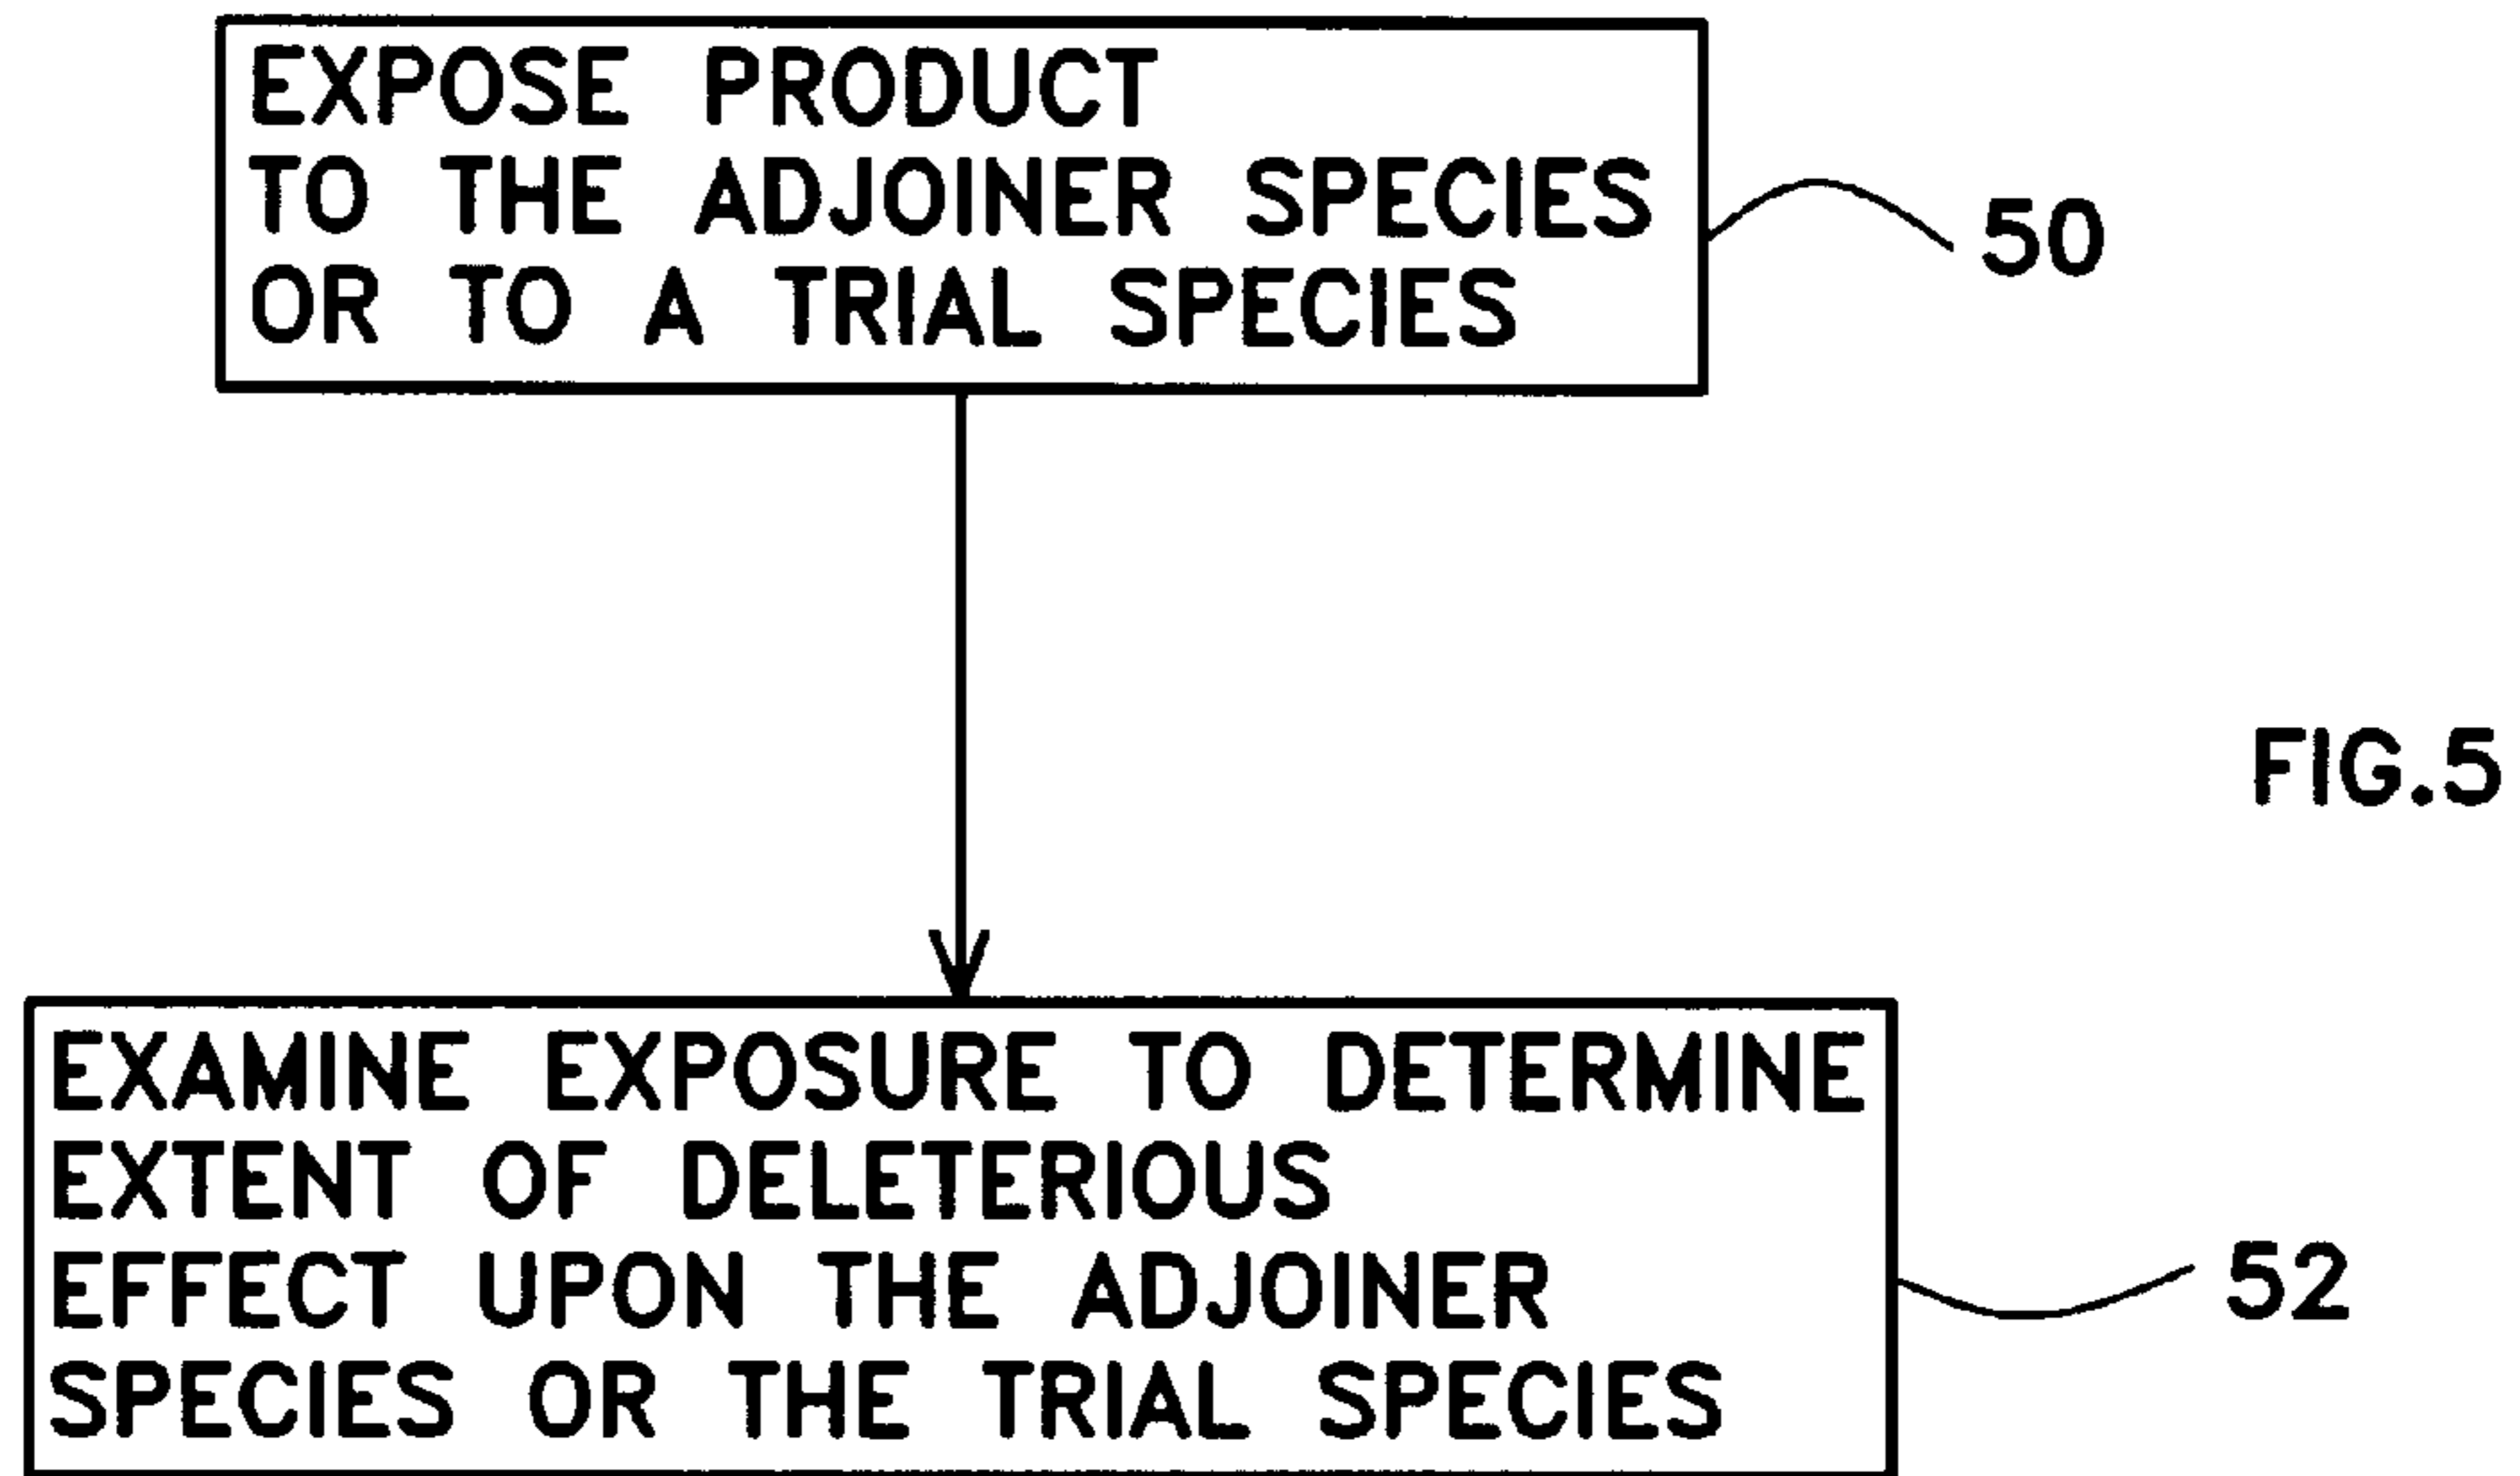 EXPOSE PRODUCT
TO THE ADJOINER SPECIES
OR TO A TRIAL SPECIES
50
FIG.5
EXAMINE EXPOSURE TO DETERMINE
EXTENT OF DELETERIOUS
EFFECT UPON THE ADJOINER
SPECIES OR THE TRIAL SPECIES
52